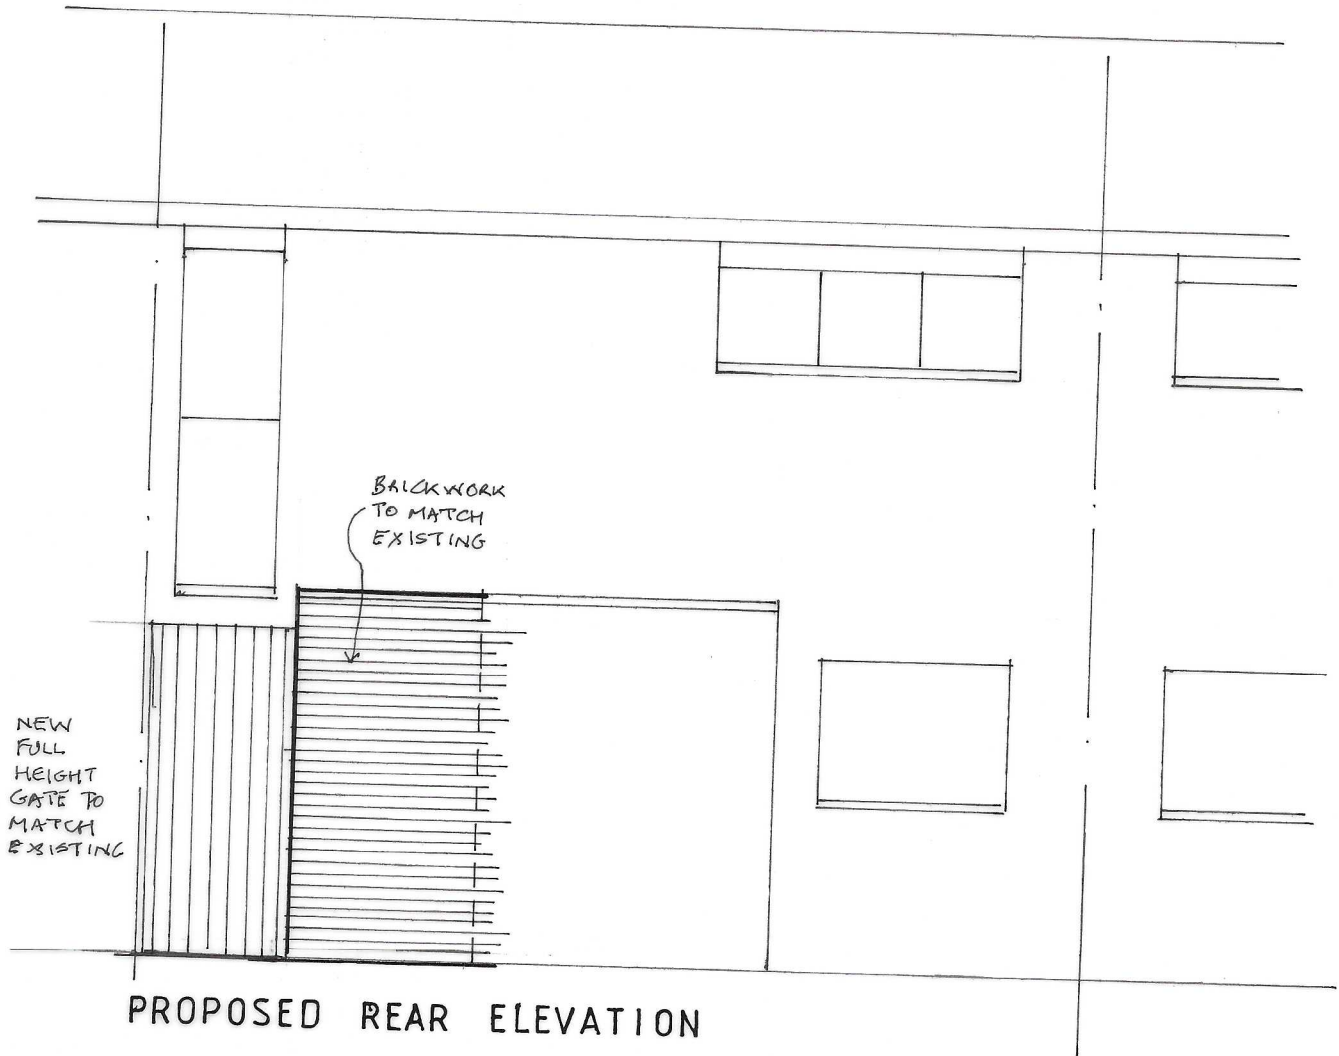 BRICKWORK
TO MATCH
EXISTING
NEW
FULL
HEIGHT
GATE TO
MATCH
EXISTING
PROPOSED REAR ELEVATION